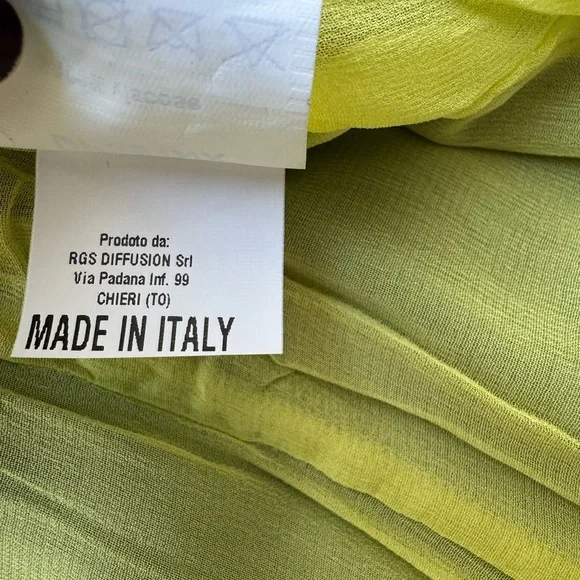 Prodoto da:
RGS DIFFUSION Srl
Via Padana Inf. 99
CHIERI (TO)
MADE IN ITALY